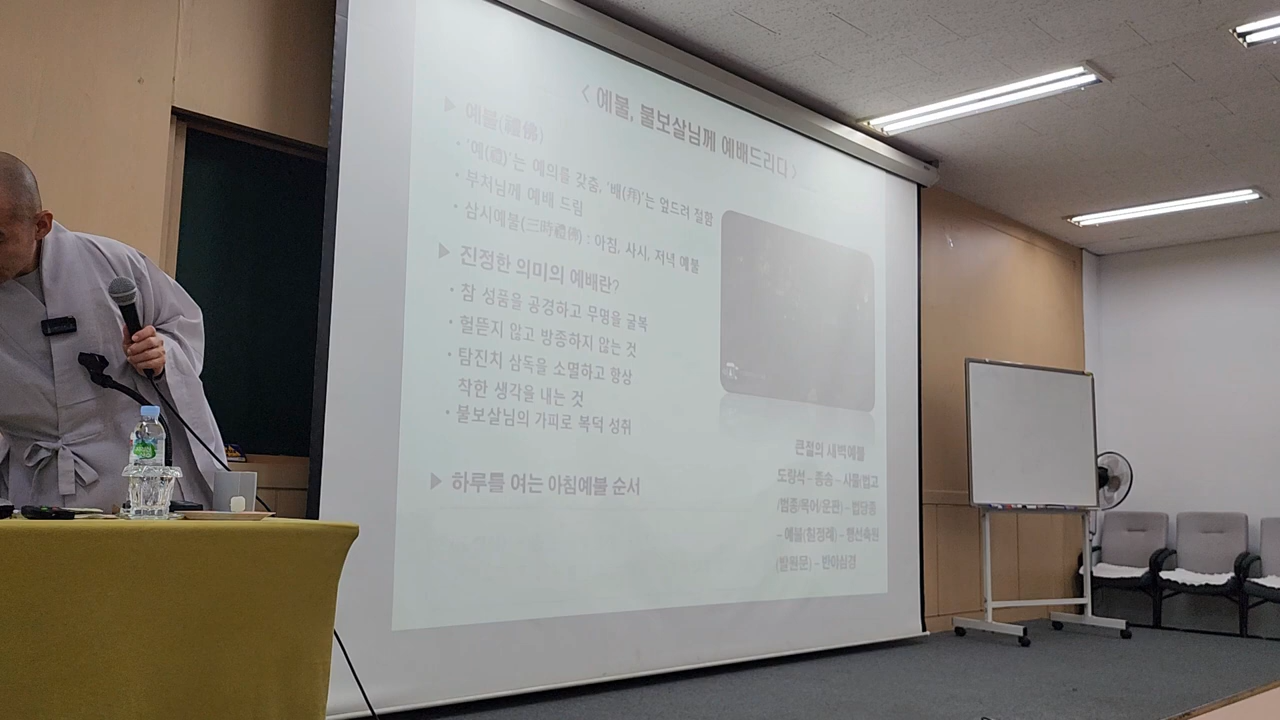 < 예불, 불보살님께 예배드리다 >
▶ 예불(禮佛)
· '예(禮)'는 예의를 갖춤, '배(拜)'는 엎드려 절함
· 부처님께 예배 드림
· 삼시예불(三時禮佛) : 아침, 사시, 저녁 예불
▶ 진정한 의미의 예배란?
· 참 성품을 공경하고 무명을 굴복
· 헐뜯지 않고 방종하지 않는 것
· 탐진치 삼독을 소멸하고 항상
착한 생각을 내는 것
· 불보살님의 가피로 복덕 성취
▶ 하루를 여는 아침예불 순서
큰절의 새벽예불
도량석 – 종송 – 사물(법고
/범종/목어/운판) – 법당종
– 예불(칠정례) – 행선축원
(발원문) – 반야심경